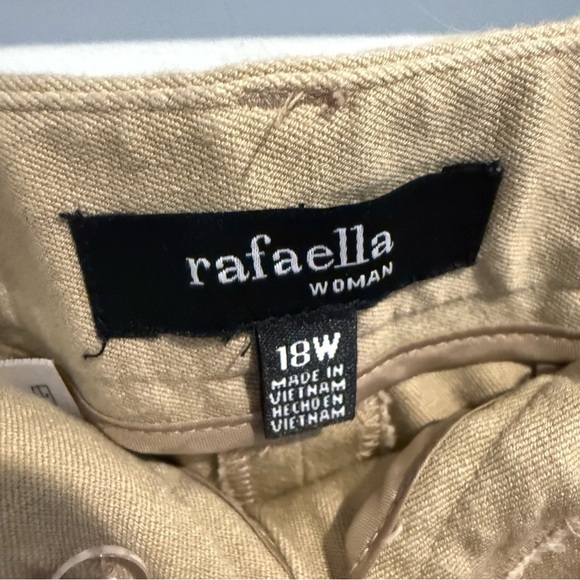 rafaella
WOMAN
18W
MADE IN
VIETNAM
HECHO EN
VIETNAM